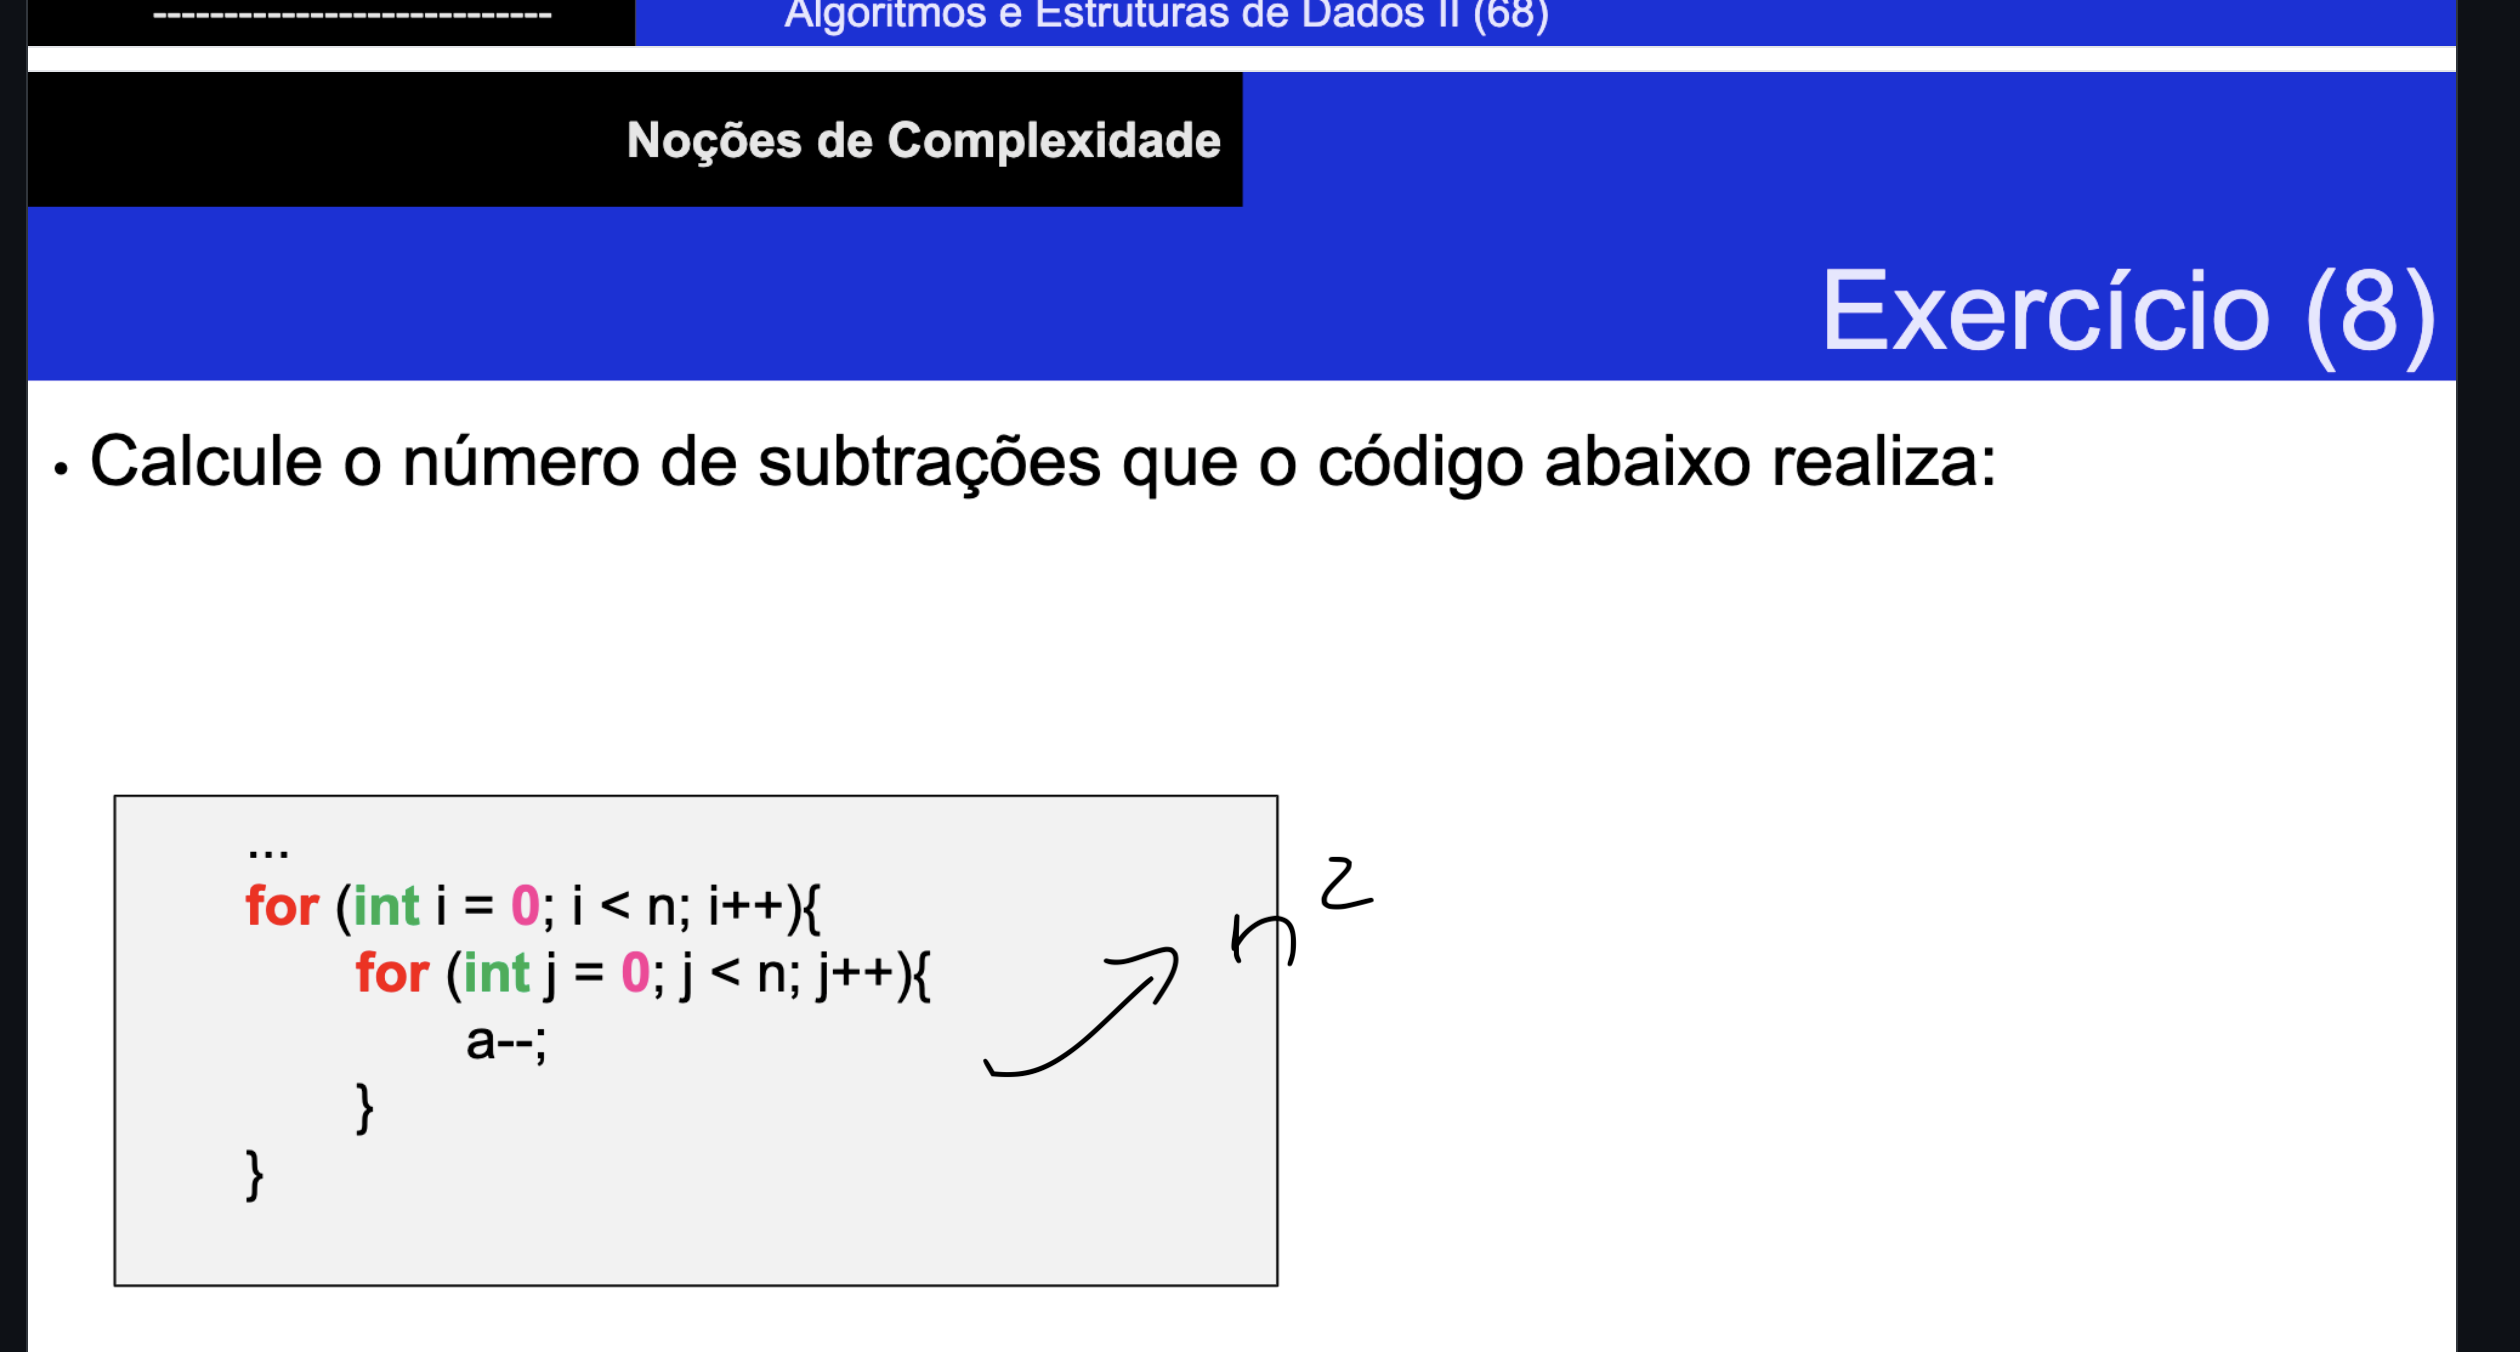 ----------------------------
Algoritmos e Estruturas de Dados II (68)
Noções de Complexidade
Exercício (8)
• Calcule o número de subtrações que o código abaixo realiza:
...
for (int i = 0; i < n; i++){
for (int j = 0; j < n; j++){
a--;
}
}
n²